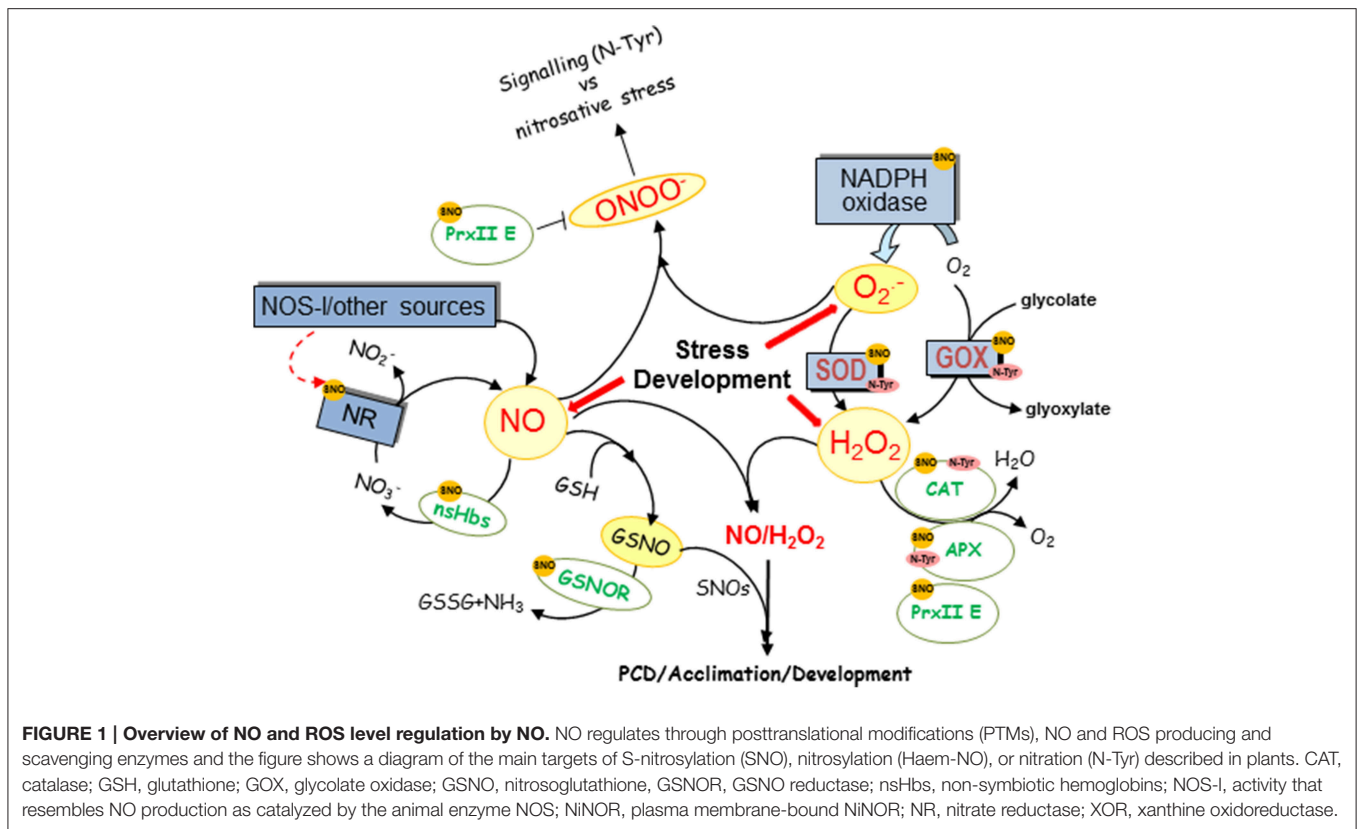 Signalling (N-Tyr)
vs
nitrosative stress
SNO
NADPH
oxidase
ONOO⁻
SNO
PrxII E
O₂
O₂·⁻
glycolate
NOS-I/other sources
NO₂⁻
Stress
Development
SNO
SOD
N-Tyr
SNO
GOX
N-Tyr
SNO
NR
NO
glyoxylate
H₂O₂
NO₃⁻
SNO
nsHbs
GSH
SNO
N-Tyr
CAT
H₂O
NO/H₂O₂
O₂
GSNO
SNO
N-Tyr
APX
SNO
GSNOR
SNOs
SNO
PrxII E
GSSG+NH₃
PCD/Acclimation/Development
FIGURE 1 | Overview of NO and ROS level regulation by NO. NO regulates through posttranslational modifications (PTMs), NO and ROS producing and
scavenging enzymes and the figure shows a diagram of the main targets of S-nitrosylation (SNO), nitrosylation (Haem-NO), or nitration (N-Tyr) described in plants. CAT,
catalase; GSH, glutathione; GOX, glycolate oxidase; GSNO, nitrosoglutathione, GSNOR, GSNO reductase; nsHbs, non-symbiotic hemoglobins; NOS-I, activity that
resembles NO production as catalyzed by the animal enzyme NOS; NiNOR, plasma membrane-bound NiNOR; NR, nitrate reductase; XOR, xanthine oxidoreductase.